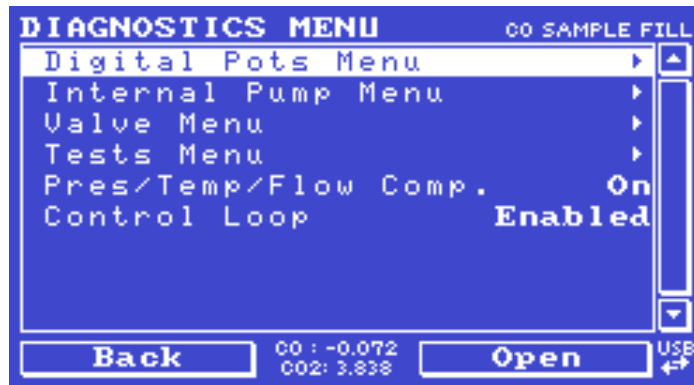 DIAGNOSTICS MENU CO SAMPLE FILL
Digital Pots Menu
Internal Pump Menu
Valve Menu
Tests Menu
Pres/Temp/Flow Comp. On
Control Loop Enabled
Back CO : -0.072 Open USB
CO2: 3.838